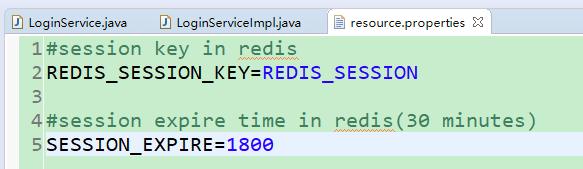 LoginService.java LoginServiceImpl.java resource.properties
1 #session key in redis
2 REDIS_SESSION_KEY=REDIS_SESSION
3
4 #session expire time in redis(30 minutes)
5 SESSION_EXPIRE=1800